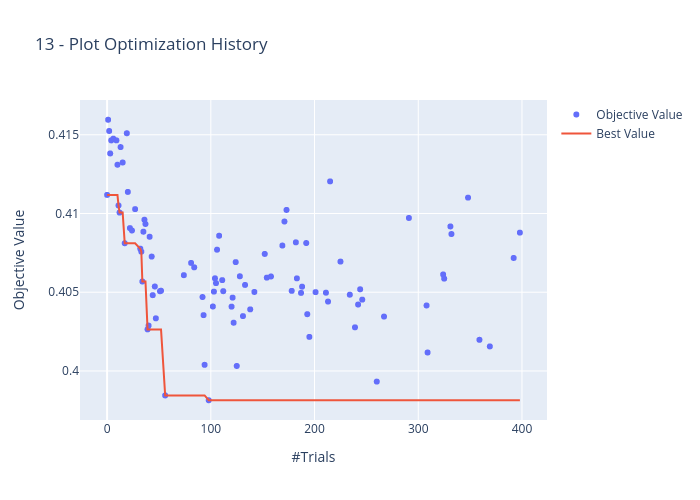 13 - Plot Optimization History
Objective Value
Best Value
0.415
0.41
0.405
0.4
Objective Value
0
100
200
300
400
#Trials